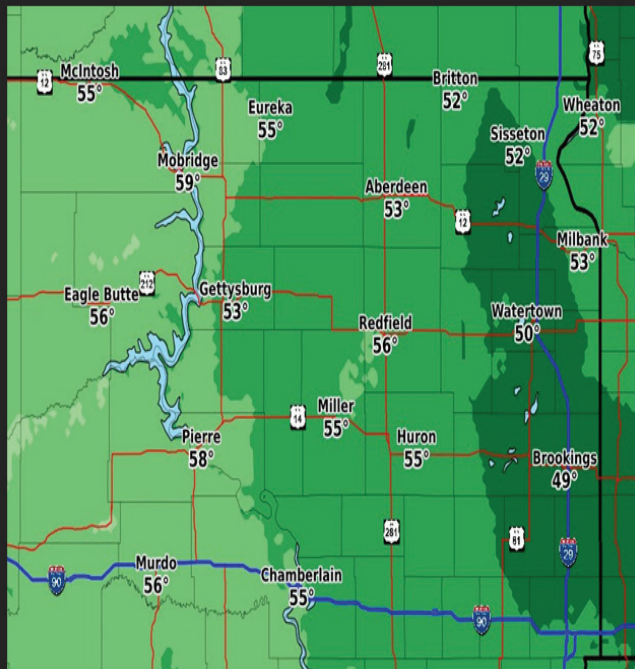 75
83
281
12
McIntosh
55°
Britton
52°
Eureka
55°
Wheaton
52°
Sisseton
52°
Mobridge
59°
29
Aberdeen
53°
12
Milbank
53°
212
Eagle Butte
56°
Gettysburg
53°
Redfield
56°
Watertown
50°
14
Miller
55°
Pierre
58°
Huron
55°
Brookings
49°
281
81
29
Murdo
56°
90
Chamberlain
55°
90